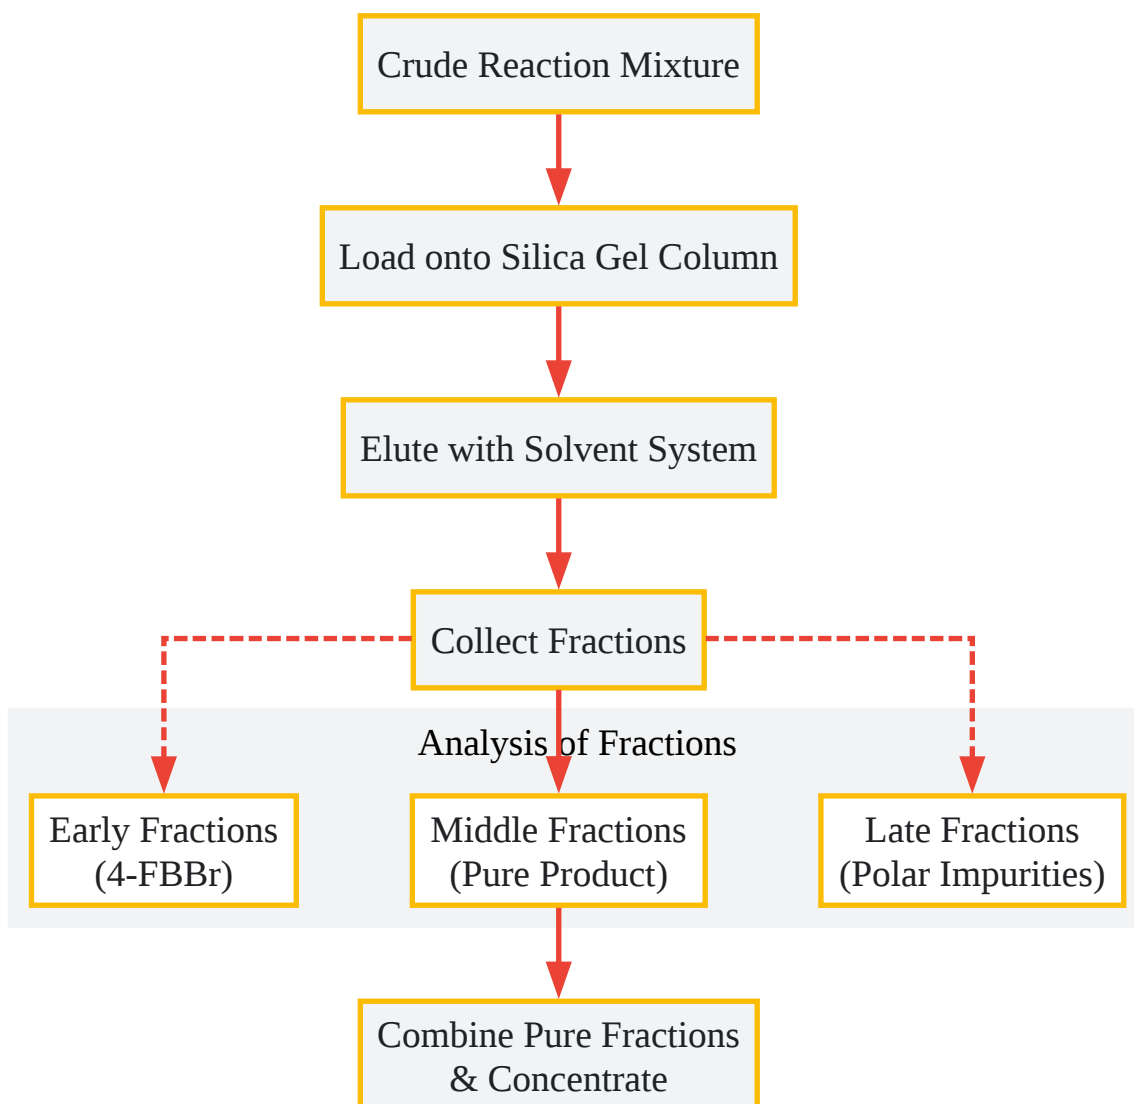 Crude Reaction Mixture
Load onto Silica Gel Column
Elute with Solvent System
Collect Fractions
Analysis of Fractions
Early Fractions
(4-FBBr)
Middle Fractions
(Pure Product)
Late Fractions
(Polar Impurities)
Combine Pure Fractions
& Concentrate